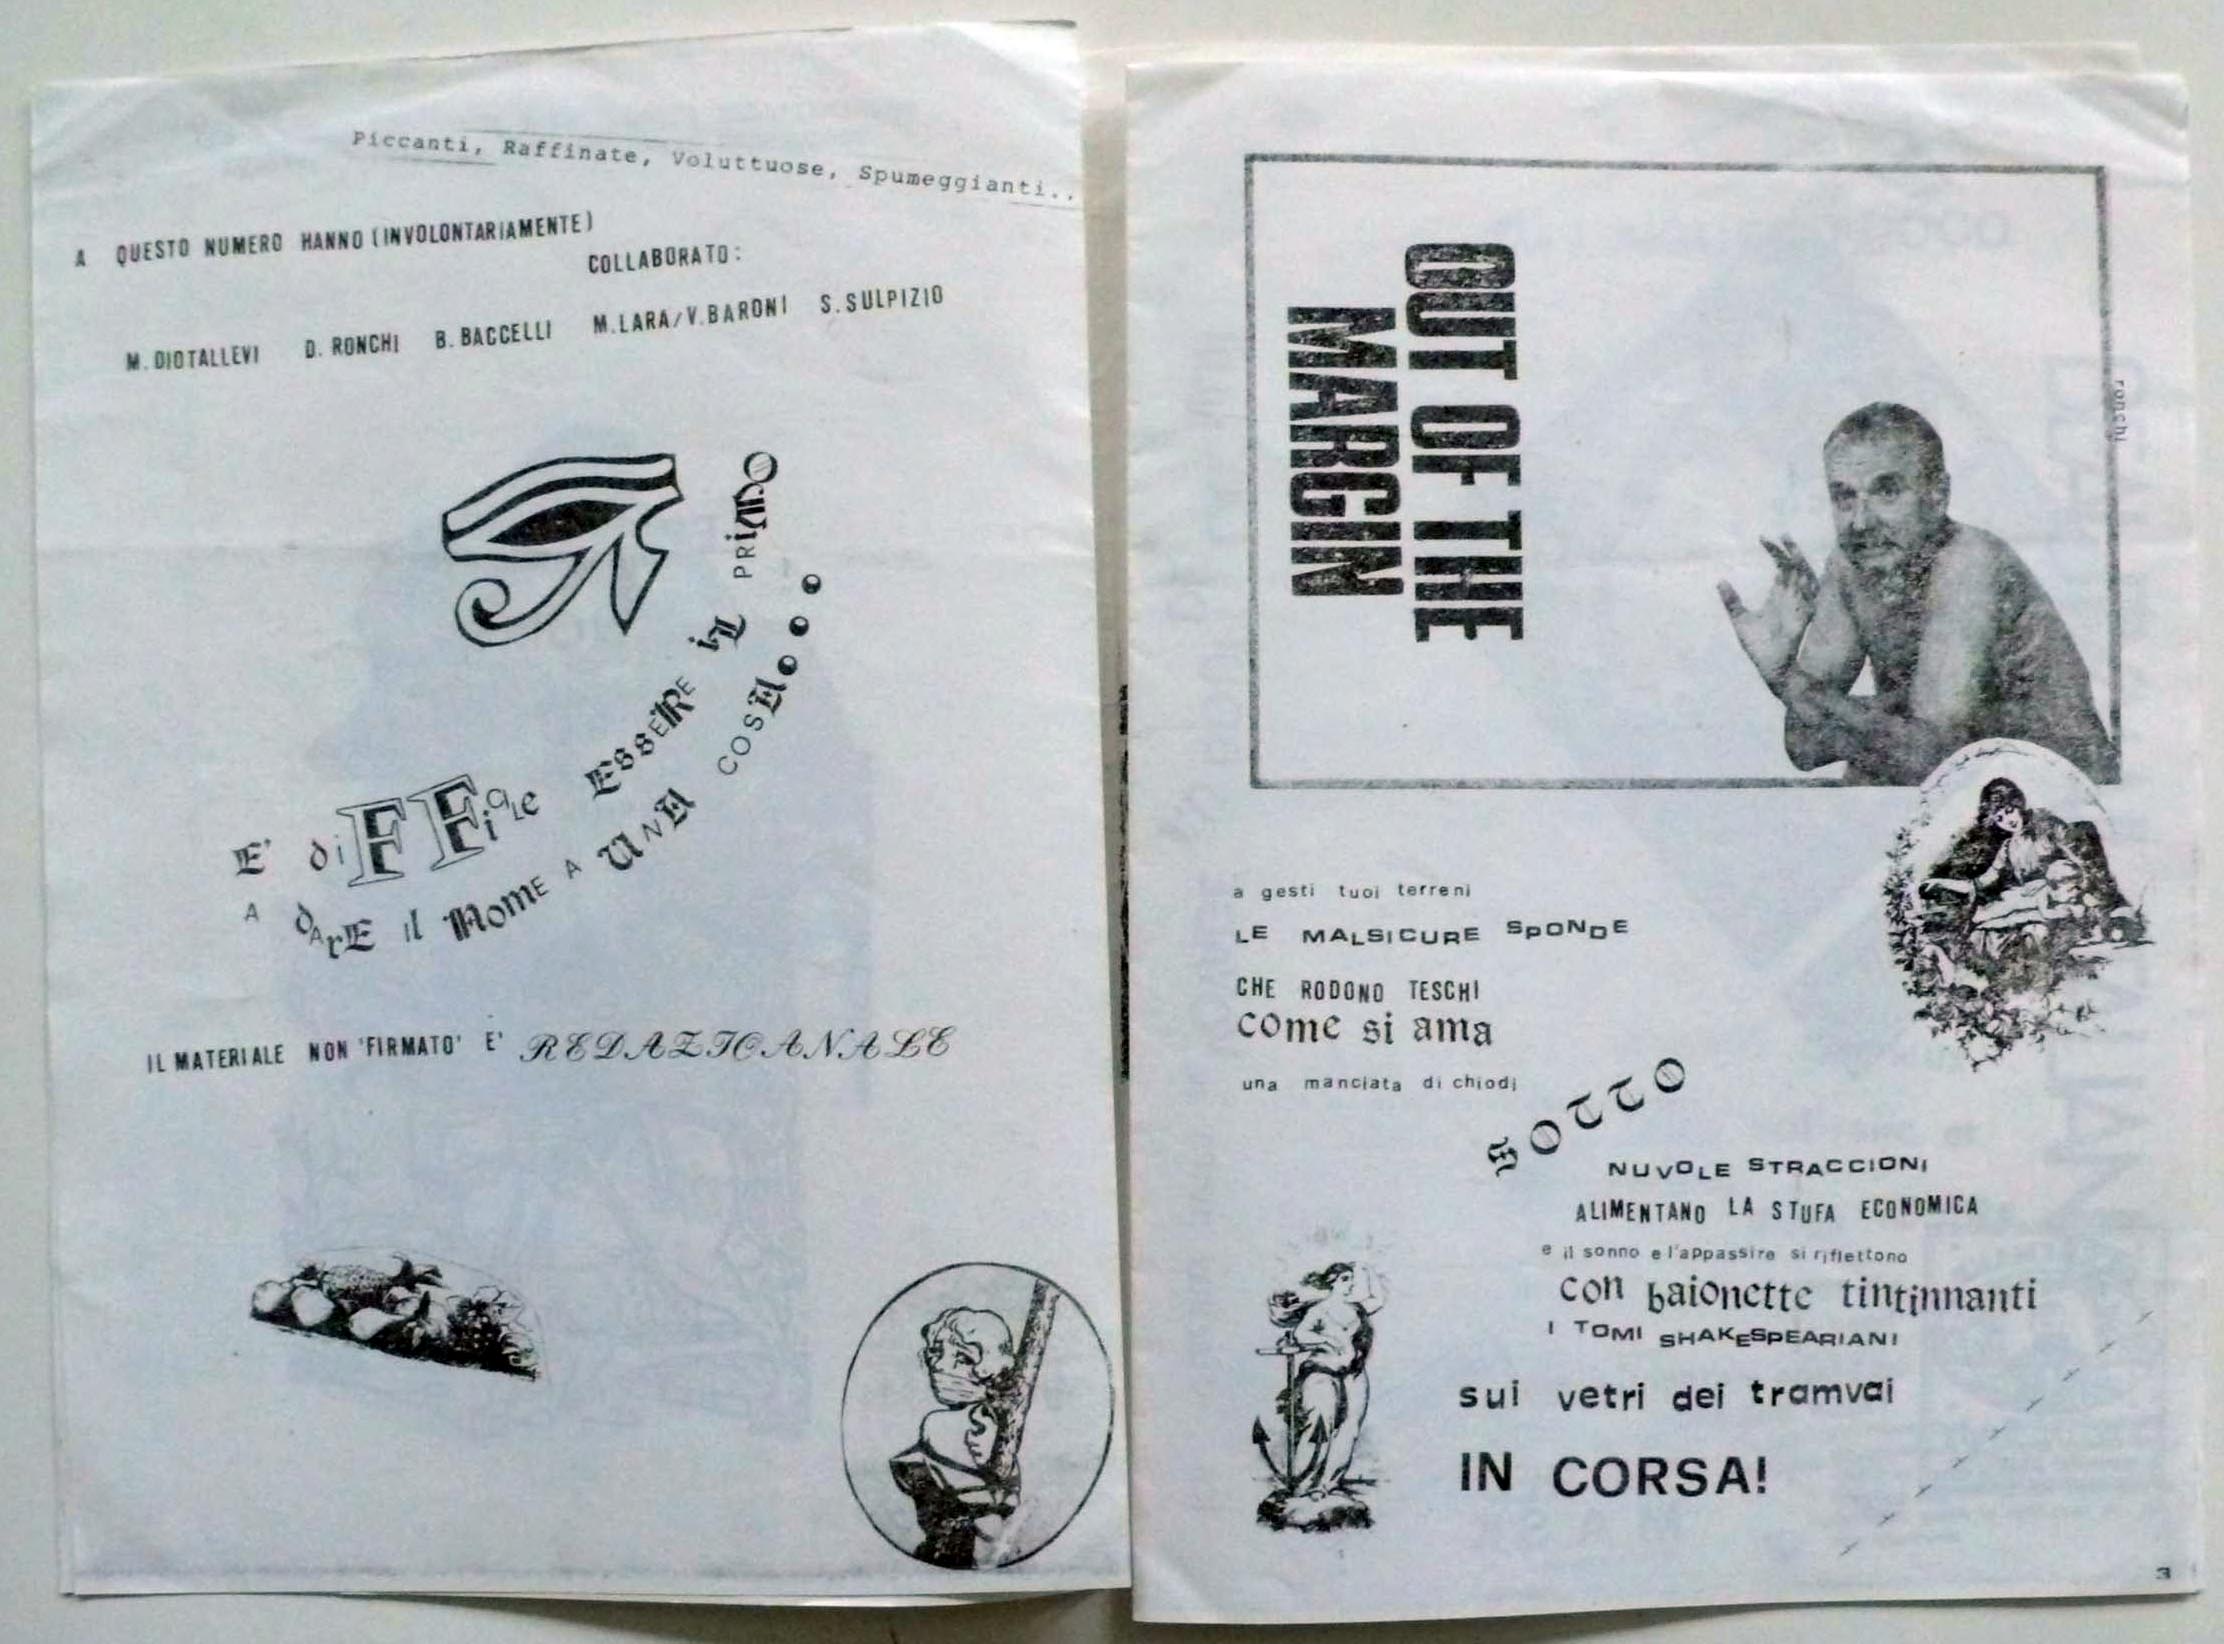 Piccanti, Raffinate, Voluttuose, Spumeggianti..
A QUESTO NUMERO HANNO (INVOLONTARIAMENTE)
COLLABORATO:
M. DIOTALLEVI D. RONCHI B. BACCELLI M. LARA/V. BARONI S. SULPIZIO
E' diFFiciLe EssERE iL PRiMO
A dArE il NomE A UNA COSA....
IL MATERIALE NON 'FIRMATO' E' REDAZIONALE
OUT OF THE
MARGIN
ronchi
a gesti tuoi terreni
LE MALSICURE SPONDE
CHE RODONO TESCHI
come si ama
una manciata di chiodi
SOTTO
NUVOLE STRACCIONI
ALIMENTANO LA STUFA ECONOMICA
e il sonno e l'appassire si riflettono
con baionette tintinnanti
I TOMI SHAKESPEARIANI
sui vetri dei tramvai
IN CORSA!
3